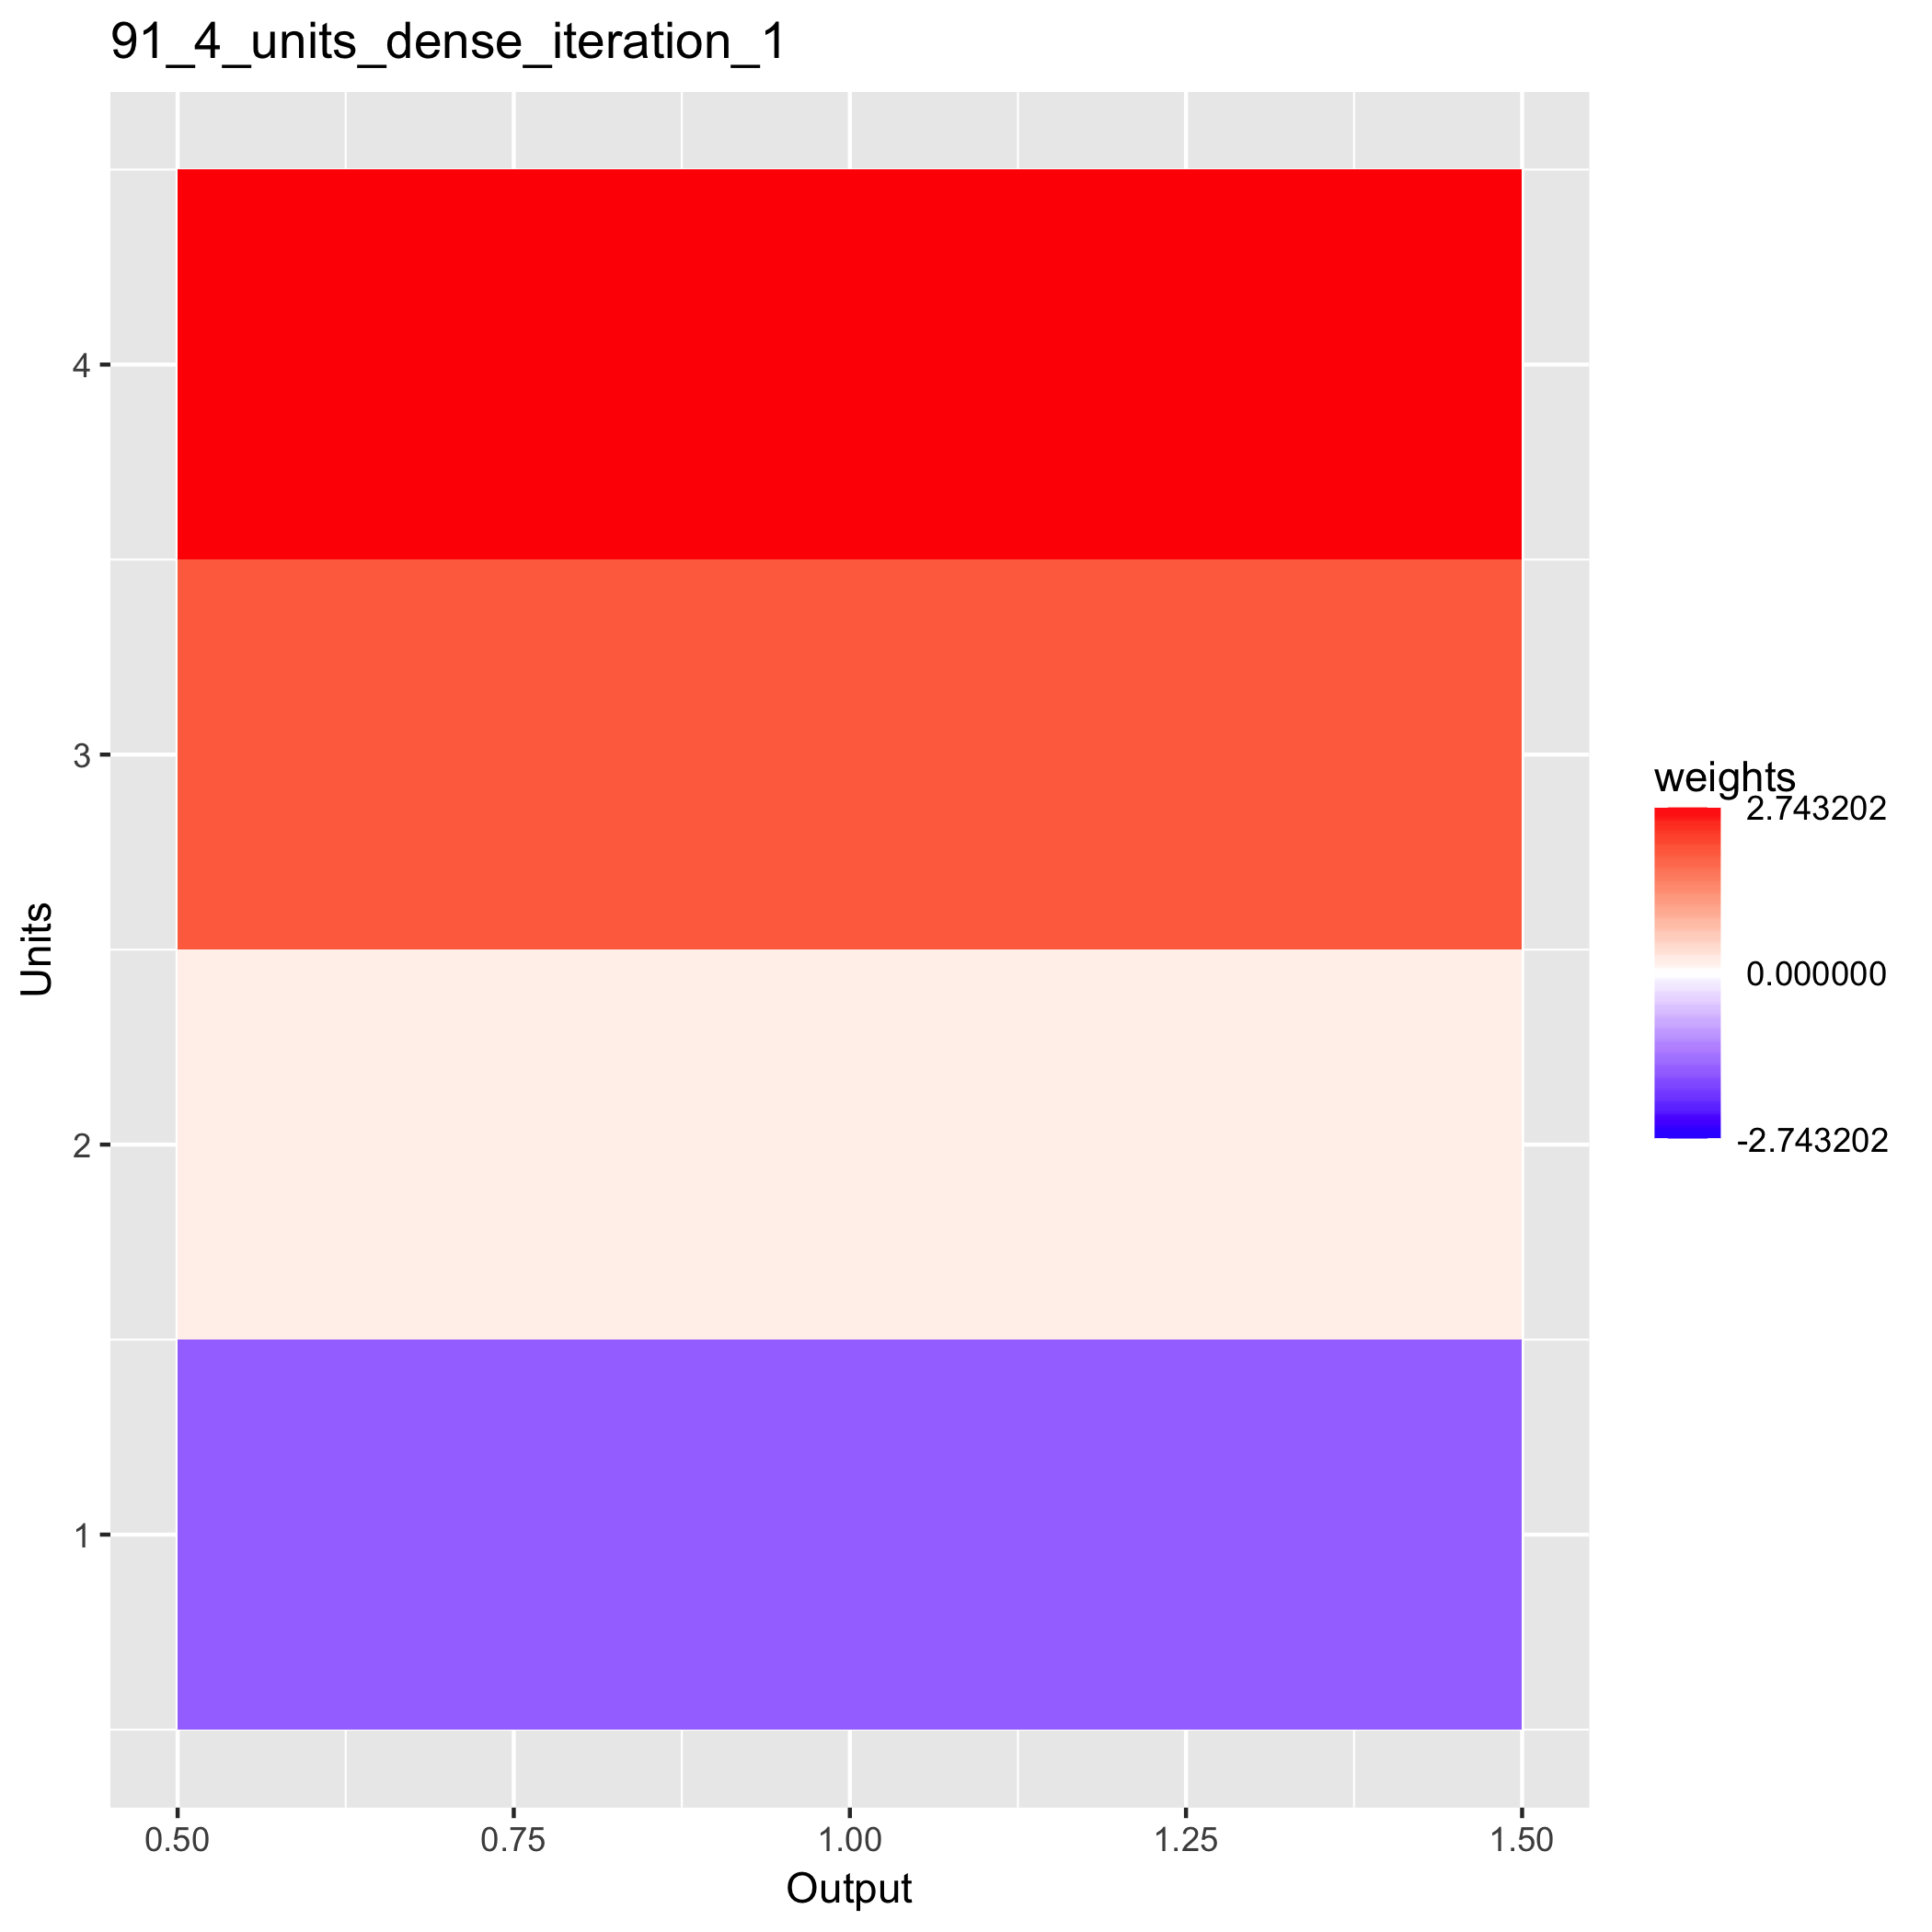 91_4_units_dense_iteration_1
4
3
2
1
Units
0.50 0.75 1.00 1.25 1.50
Output
weights
2.743202
0.000000
-2.743202